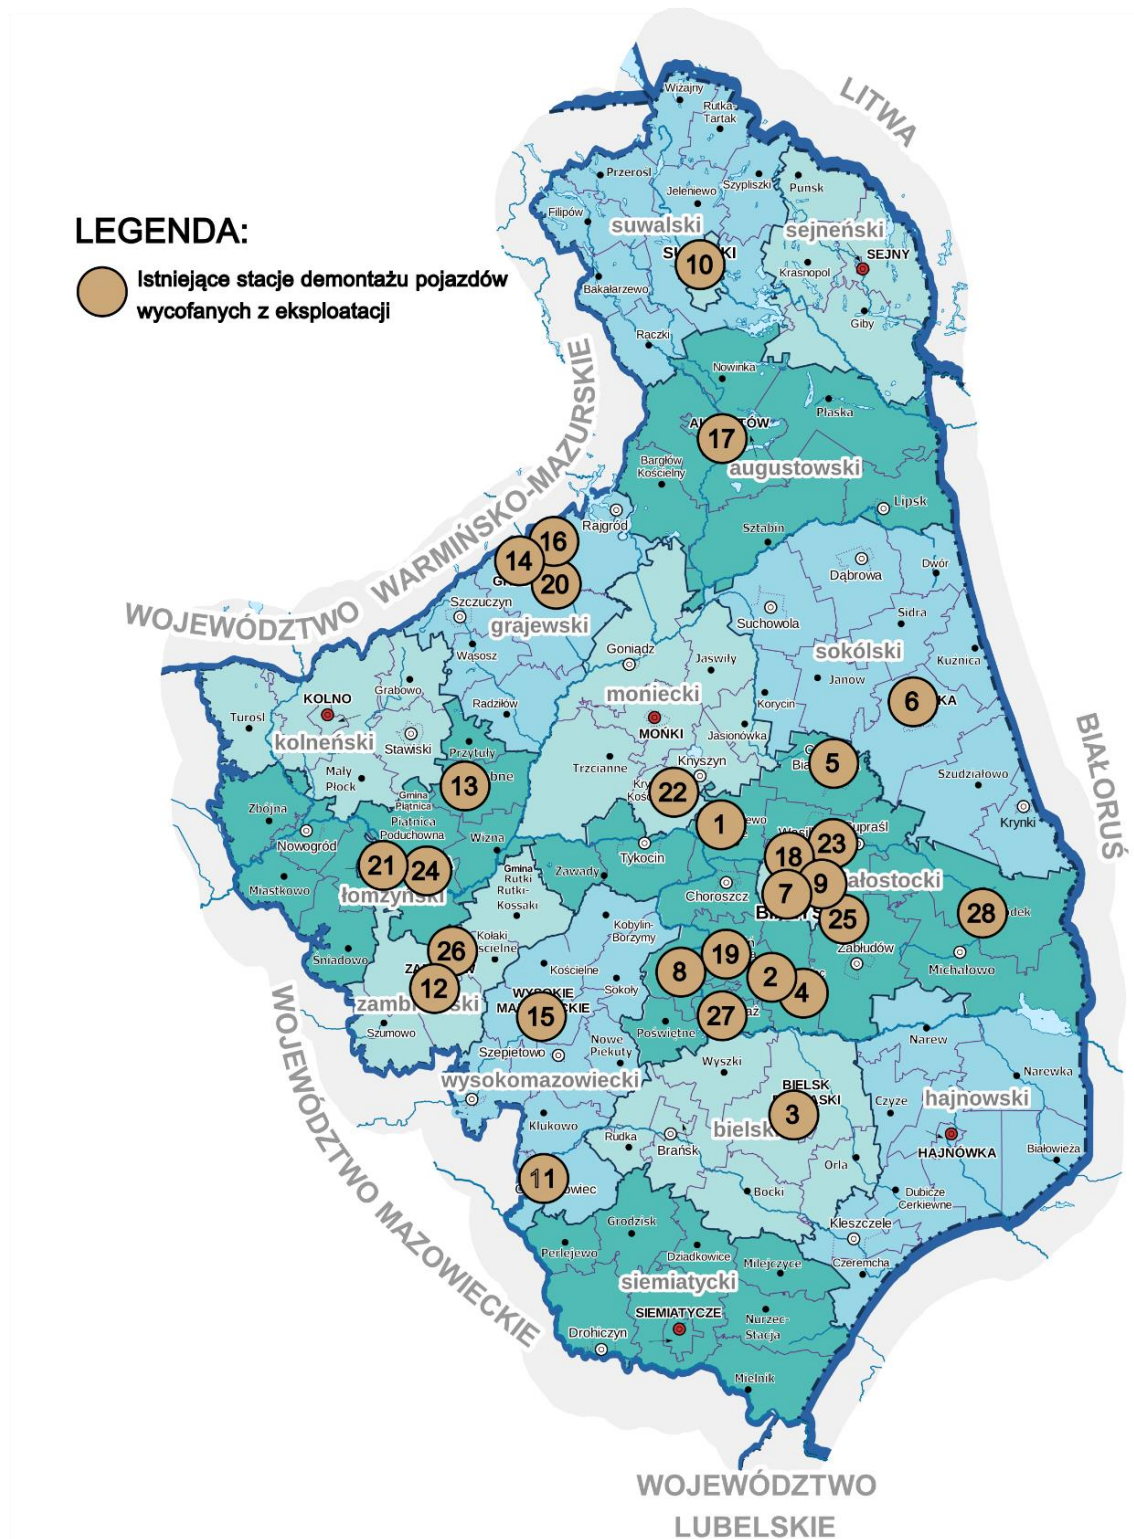 LITWA
Wiżajny
Rutka-
Tartak
Przerośl
Jeleniewo
Szypliszki
Puńsk
Filipów
suwalski
sejneński
LEGENDA:
Istniejące stacje demontażu pojazdów
wycofanych z eksploatacji
10
SEJNY
Krasnopol
Bakałarzewo
Giby
Raczki
Nowinka
Płaska
17
augustowski
Bargłów
Kościelny
Lipsk
Sztabin
Rajgród
WOJEWÓDZTWO WARMIŃSKO-MAZURSKIE
16
14
20
Dąbrowa
Dwór
Szczuczyn
grajewski
Suchowola
Sidra
Wąsosz
Goniądz
Jaświły
sokólski
Kuźnica
Janów
Grabowo
moniecki
Korycin
KOLNO
Radziłów
6
Turośl
kolneński
Stawiski
MOŃKI
Jasionówka
BIAŁORUŚ
Przytuły
Trzcianne
Knyszyn
5
Mały
Płock
13
22
Szudziałowo
Zbójna
Gmina
Piątnica
Piątnica
Poduchowna
1
Krynki
Nowogród
Wizna
Tykocin
23
18
21
24
Gmina
Rutki
Rutki-
Kossaki
Zawady
Choroszcz
9
7
Miastkowo
łomżyński
25
28
Kobylin-
Borzymy
Zabłudów
Michałowo
Śniadowo
26
Kołaki
Kościelne
19
8
2
4
12
zambrowski
Sokoły
15
27
Szumowo
Poświętne
Narew
Nowe
Piekuty
Szepietowo
Wyszki
wysokomazowiecki
BIELSK
3
Narewka
Czyże
hajnowski
WOJEWÓDZTWO MAZOWIECKIE
Klukowo
Rudka
Brańsk
bielski
HAJNÓWKA
Białowieża
Orla
11
Boćki
Dubicze
Cerkiewne
Kleszczele
Grodzisk
Perlejewo
Dziadkowice
Milejczyce
Czeremcha
siemiatycki
SIEMIATYCZE
Nurzec-
Stacja
Drohiczyn
Mielnik
WOJEWÓDZTWO
LUBELSKIE